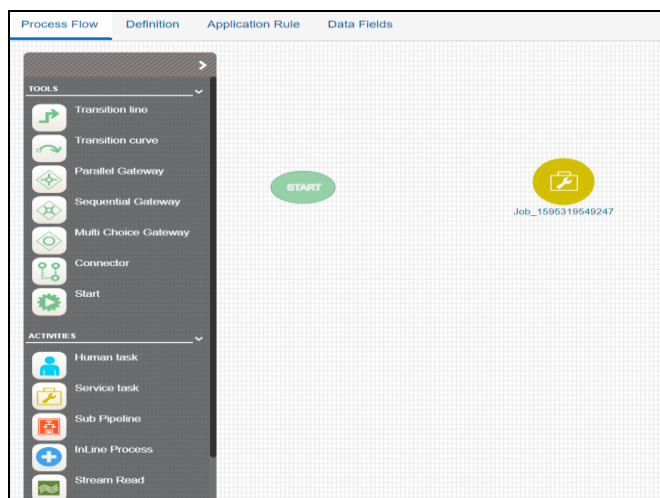 Process Flow Definition Application Rule Data Fields
TOOLS
Transition line
Transition curve
Parallel Gateway
Sequential Gateway
Multi Choice Gateway
Connector
Start
ACTIVITIES
Human task
Service task
Sub Pipeline
InLine Process
Stream Read
START
Job_1595319549247